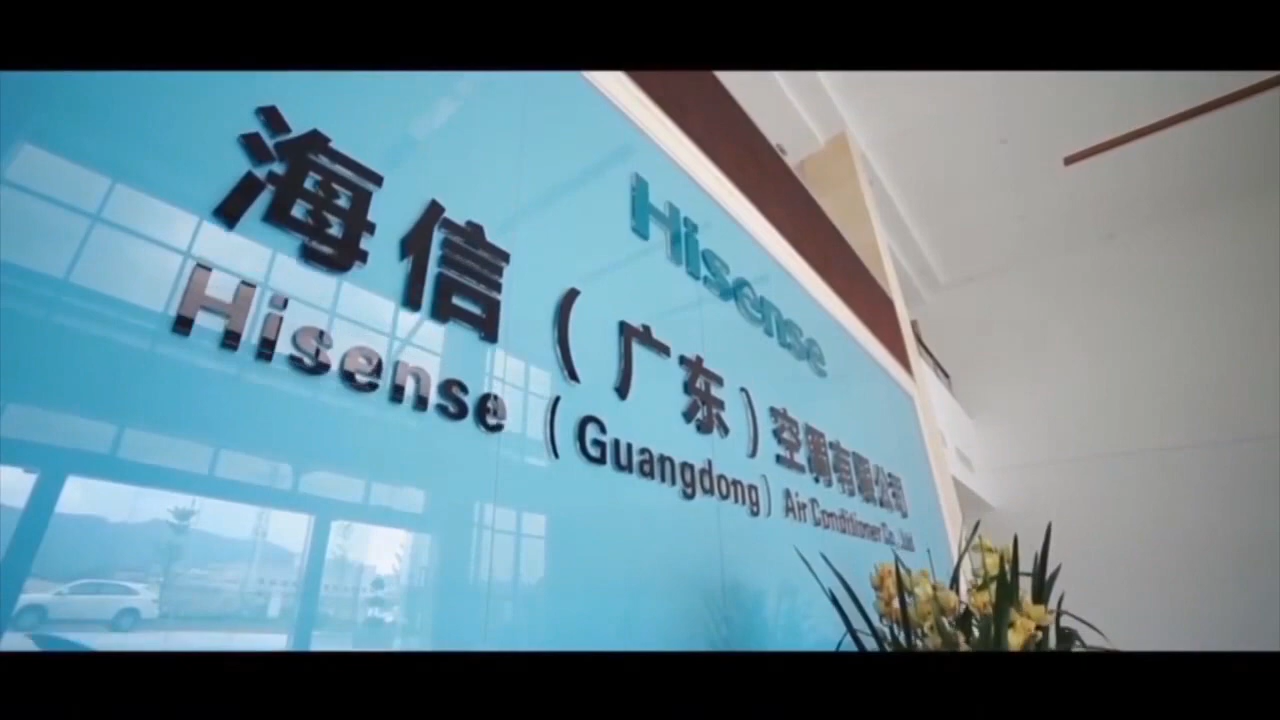 Hisense
海信（广东）空调有限公司
Hisense (Guangdong) Air Conditioner Co.,Ltd